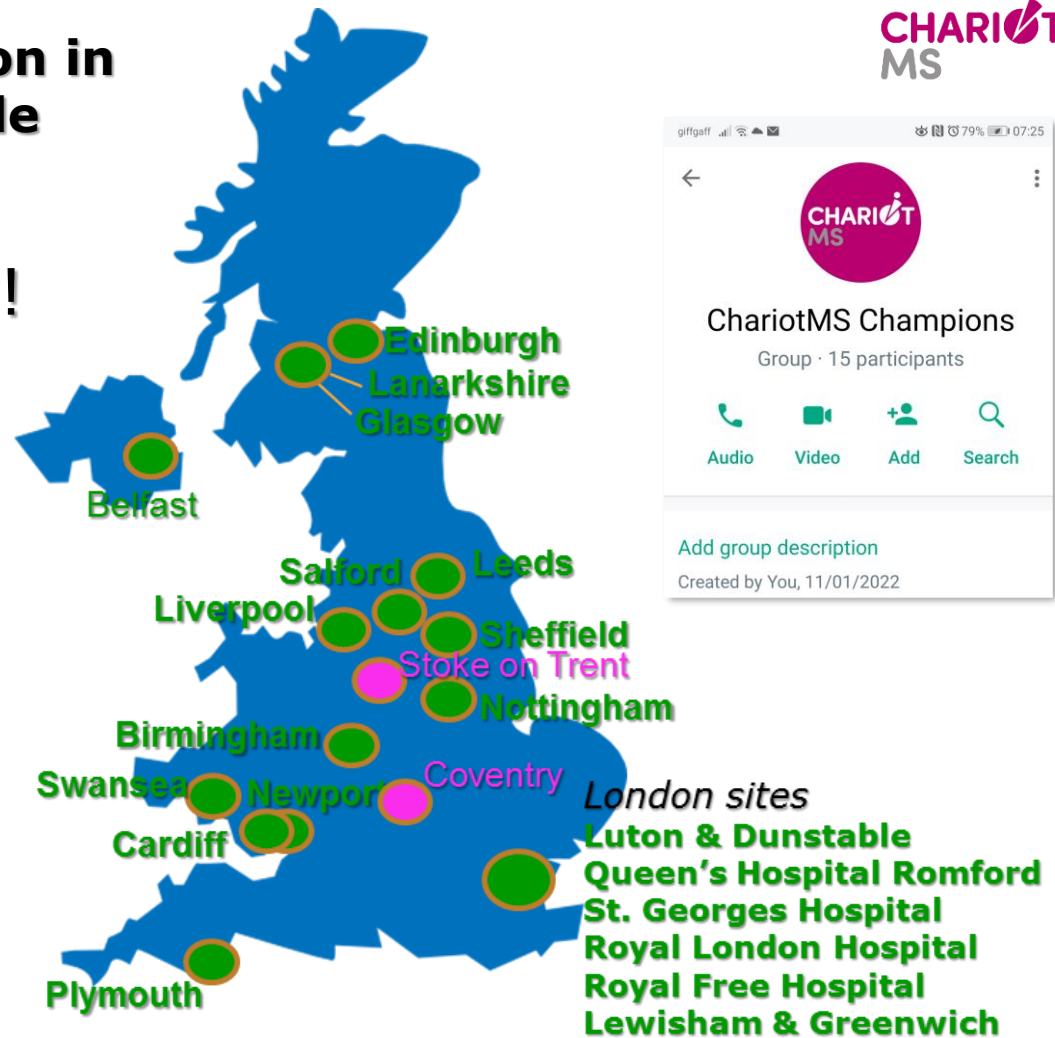 on in
le
!
CHARIOT
MS
giffgaff
79% 07:25
CHARIOT
MS
ChariotMS Champions
Group · 15 participants
Audio Video Add Search
Add group description
Created by You, 11/01/2022
Edinburgh
Lanarkshire
Glasgow
Belfast
Salford Leeds
Liverpool
Sheffield
Stoke on Trent
Nottingham
Birmingham
Coventry
Swansea Newport
Cardiff
Plymouth
London sites
Luton & Dunstable
Queen's Hospital Romford
St. Georges Hospital
Royal London Hospital
Royal Free Hospital
Lewisham & Greenwich